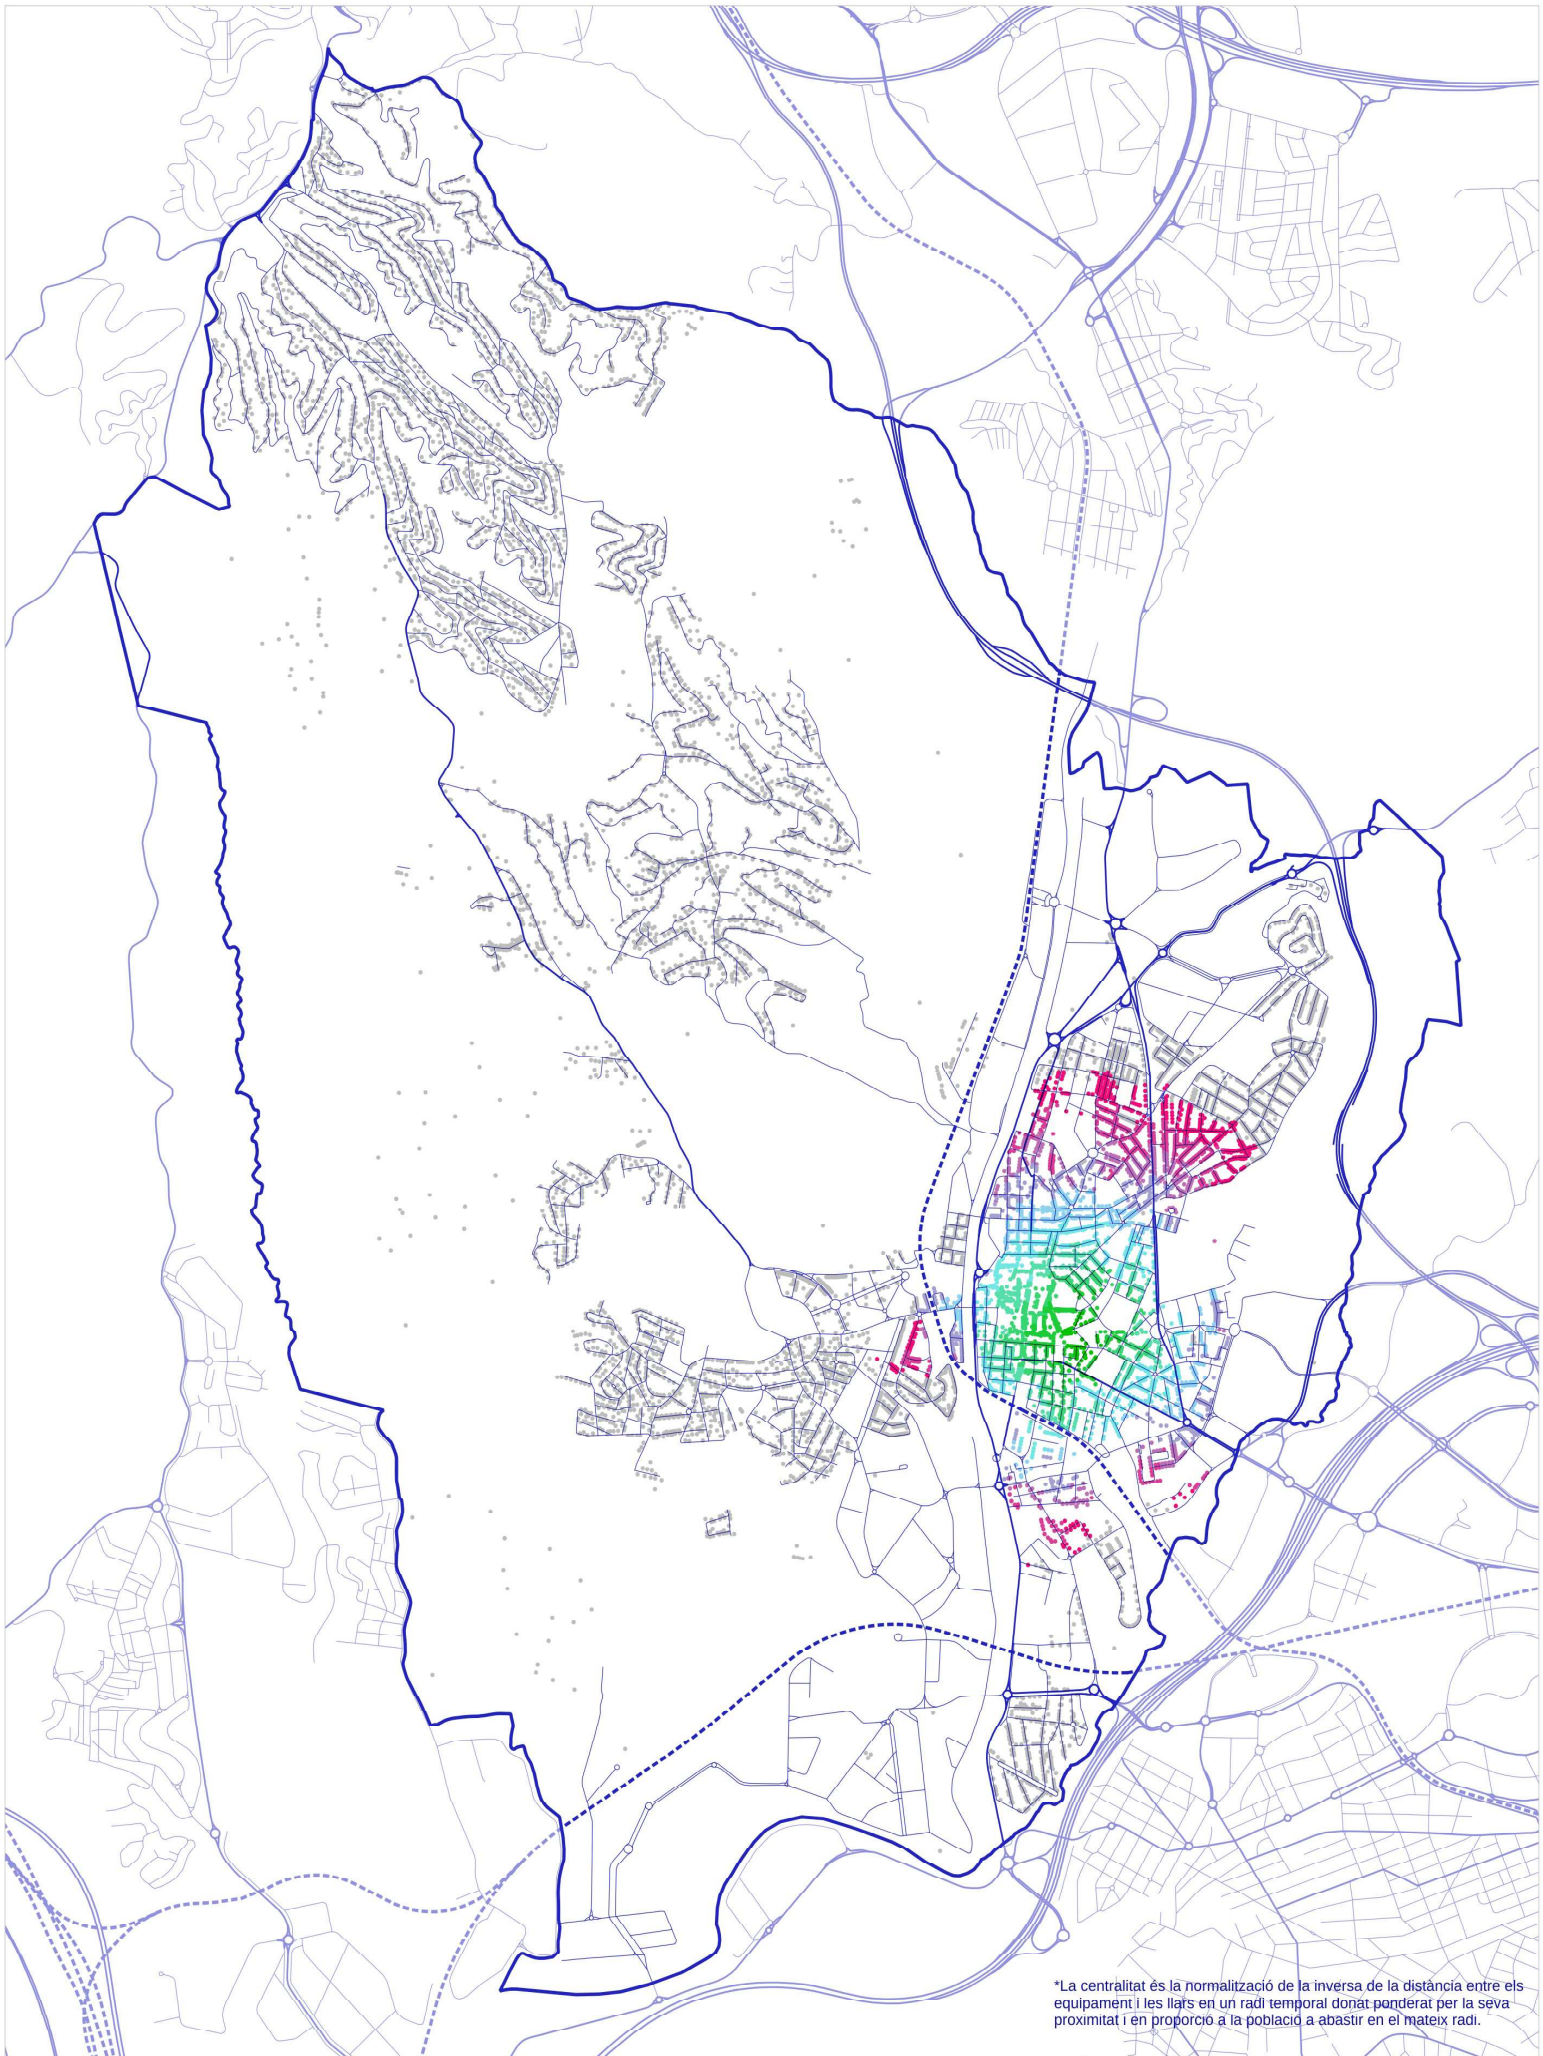 *La centralitat és la normalització de la inversa de la distància entre els
equipament i les llars en un radi temporal donat ponderat per la seva
proximitat i en proporció a la població a abastir en el mateix radi.